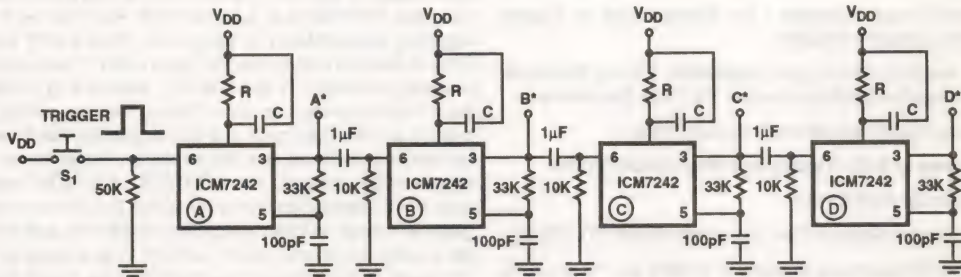 VDD VDD VDD VDD
R R R R
C C C C
A* B* C* D*
TRIGGER
1µF 1µF 1µF
VDD
S1
6 3 6 3 6 3 6 3
50K
ICM7242 ICM7242 ICM7242 ICM7242
33K 10K 33K 10K 33K 10K 33K
A B C D
5 5 5 5
100pF 100pF 100pF 100pF